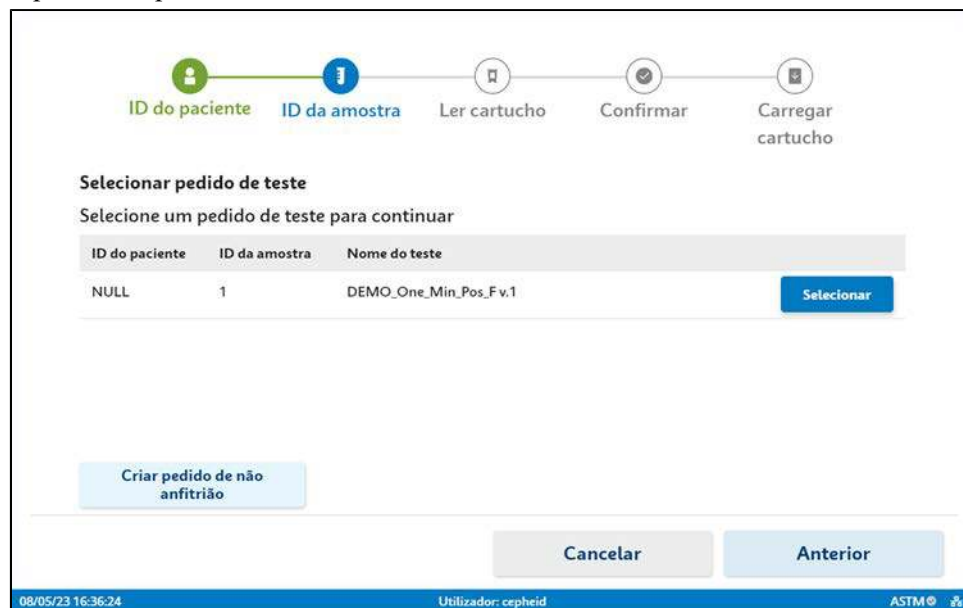 ID do paciente
ID da amostra
Ler cartucho
Confirmar
Carregar
cartucho
Selecionar pedido de teste
Selecione um pedido de teste para continuar
ID do paciente ID da amostra Nome do teste
NULL 1 DEMO_One_Min_Pos_F v.1 Selecionar
Criar pedido de não
anfitrião
Cancelar Anterior
08/05/23 16:36:24 Utilizador: cepheid ASTM